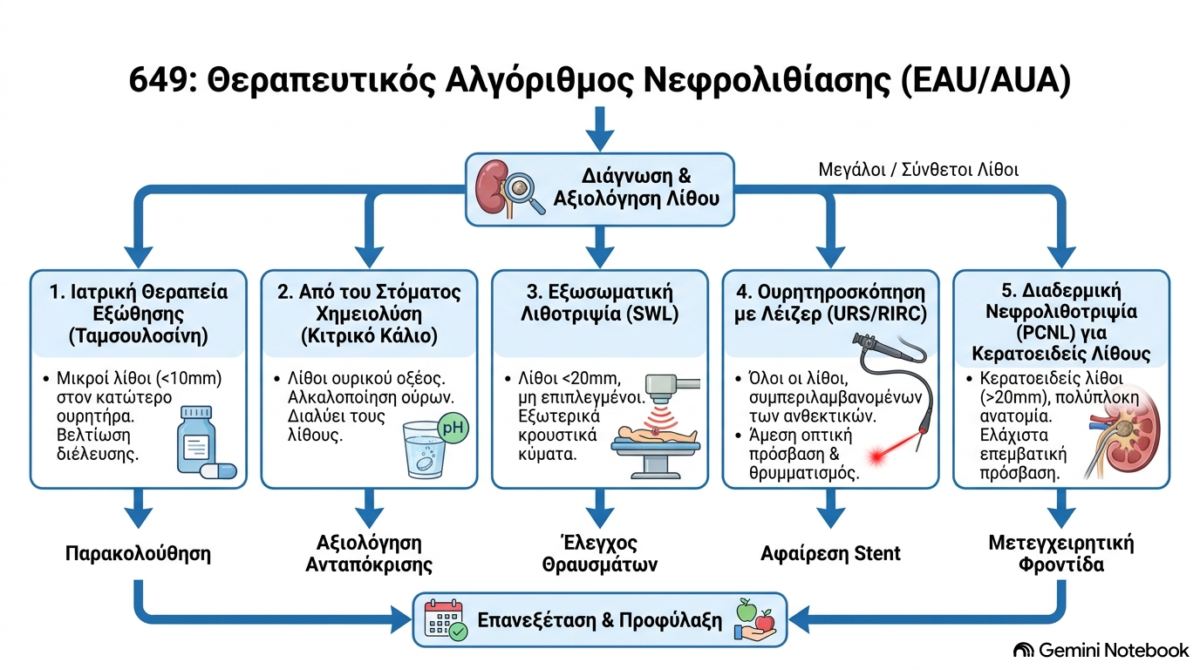 649: Θεραπευτικός Αλγόριθμος Νεφρολιθίασης (EAU/AUA)
Διάγνωση &
Αξιολόγηση Λίθου
Μεγάλοι / Σύνθετοι Λίθοι
1. Ιατρική Θεραπεία
Εξώθησης
(Ταμσουλοσίνη)
• Μικροί λίθοι (<10mm)
στον κατώτερο
ουρητήρα.
Βελτίωση
διέλευσης.
2. Από του Στόματος
Χημειολύση
(Κιτρικό Κάλιο)
• Λίθοι ουρικού οξέος.
Αλκαλοποίηση ούρων.
Διαλύει τους
λίθους.
pH
3. Εξωσωματική
Λιθοτριψία (SWL)
• Λίθοι <20mm,
μη επιπλεγμένοι.
Εξωτερικά
κρουστικά
κύματα.
4. Ουρητηροσκόπηση
με Λέιζερ (URS/RIRC)
• Όλοι οι λίθοι,
συμπεριλαμβανομένων
των ανθεκτικών.
• Άμεση οπτική
πρόσβαση &
θρυμματισμός.
5. Διαδερμική
Νεφρολιθοτριψία
(PCNL) για
Κερατοειδείς Λίθους
• Κερατοειδείς λίθοι
(>20mm), πολύπλοκη
ανατομία.
Ελάχιστα
επεμβατική
πρόσβαση.
Παρακολούθηση
Αξιολόγηση
Ανταπόκρισης
Έλεγχος
Θραυσμάτων
Αφαίρεση Stent
Μετεγχειρητική
Φροντίδα
Επανεξέταση & Προφύλαξη
Gemini Notebook